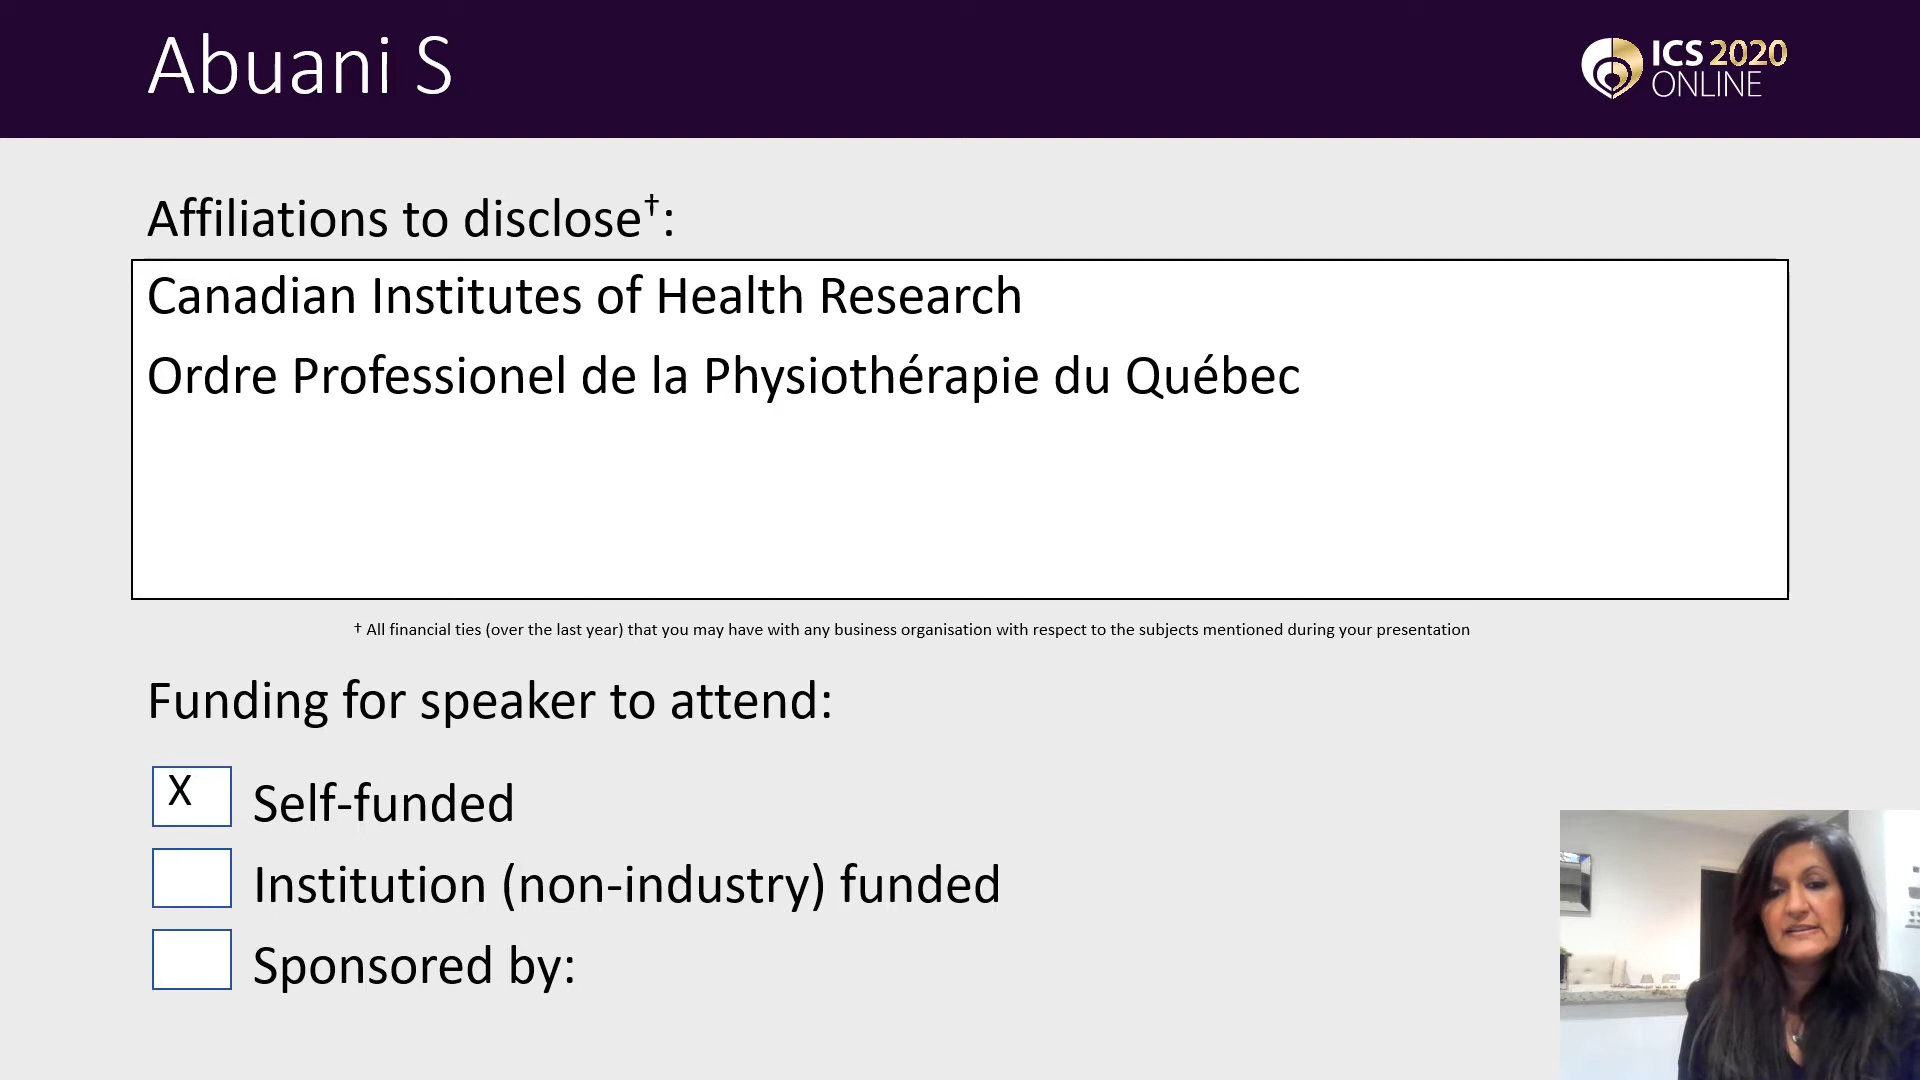 Abuani S
ICS 2020
ONLINE
Affiliations to disclose†:
Canadian Institutes of Health Research
Ordre Professionel de la Physiothérapie du Québec
† All financial ties (over the last year) that you may have with any business organisation with respect to the subjects mentioned during your presentation
Funding for speaker to attend:
X Self-funded
Institution (non-industry) funded
Sponsored by: